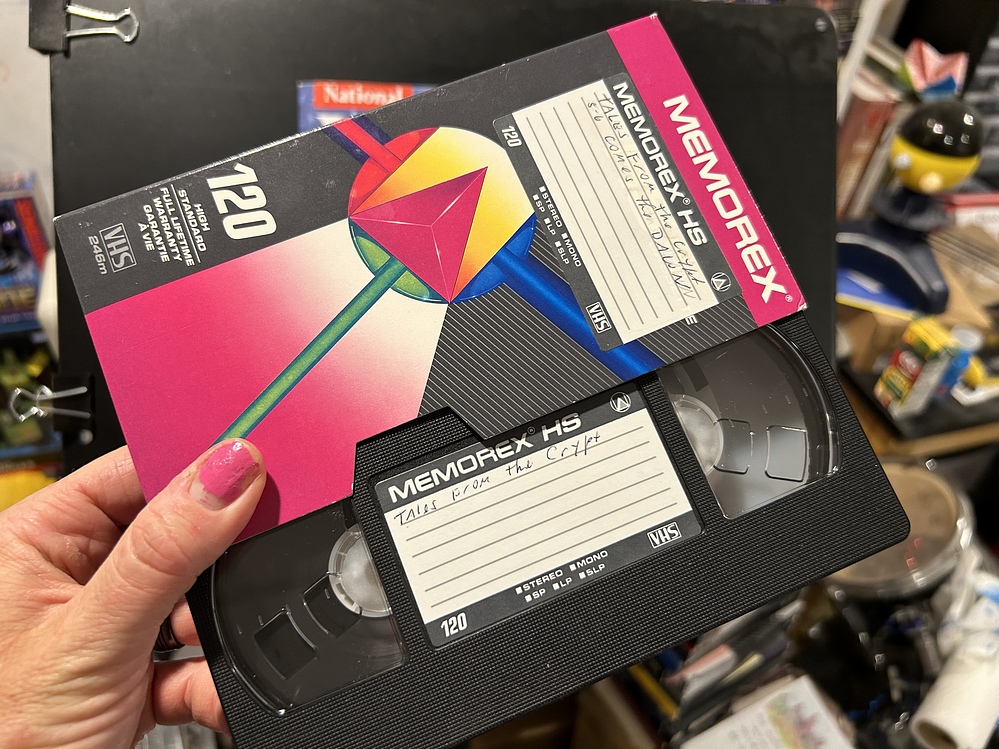 National
MEMOREX®
MEMOREX® HS
TALES From the Crypt
5-6 COMES the DAWN
120
STEREO MONO
SP LP SLP
VHS
120
HIGH
STANDARD
FULL LIFETIME
WARRANTY
GARANTIE
À VIE
VHS
246m
MEMOREX® HS
TALES From the Crypt
STEREO MONO
SP LP SLP
VHS
120